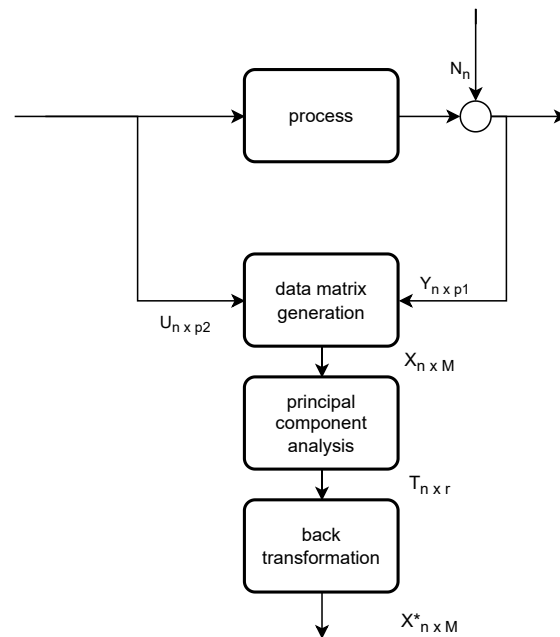 N_n
process
data matrix
generation
Y_n x p1
U_n x p2
X_n x M
principal
component
analysis
T_n x r
back
transformation
X*_n x M